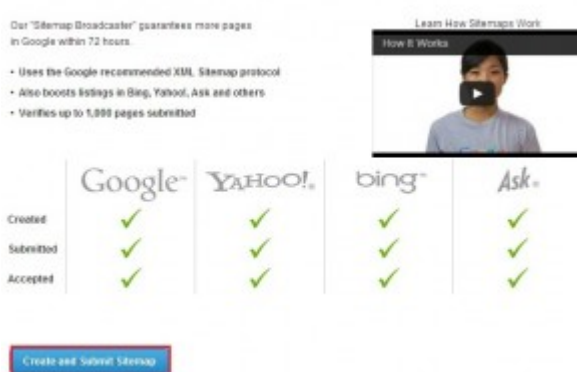 Our "Sitemap Broadcaster" guarantees more pages
in Google within 72 hours.
• Uses the Google recommended XML Sitemap protocol
• Also boosts listings in Bing, Yahoo!, Ask and others
• Verifies up to 1,000 pages submitted
Learn How Sitemaps Work
How It Works
Google™ YAHOO!® bing™ Ask®
Created
Submitted
Accepted
Create and Submit Sitemap